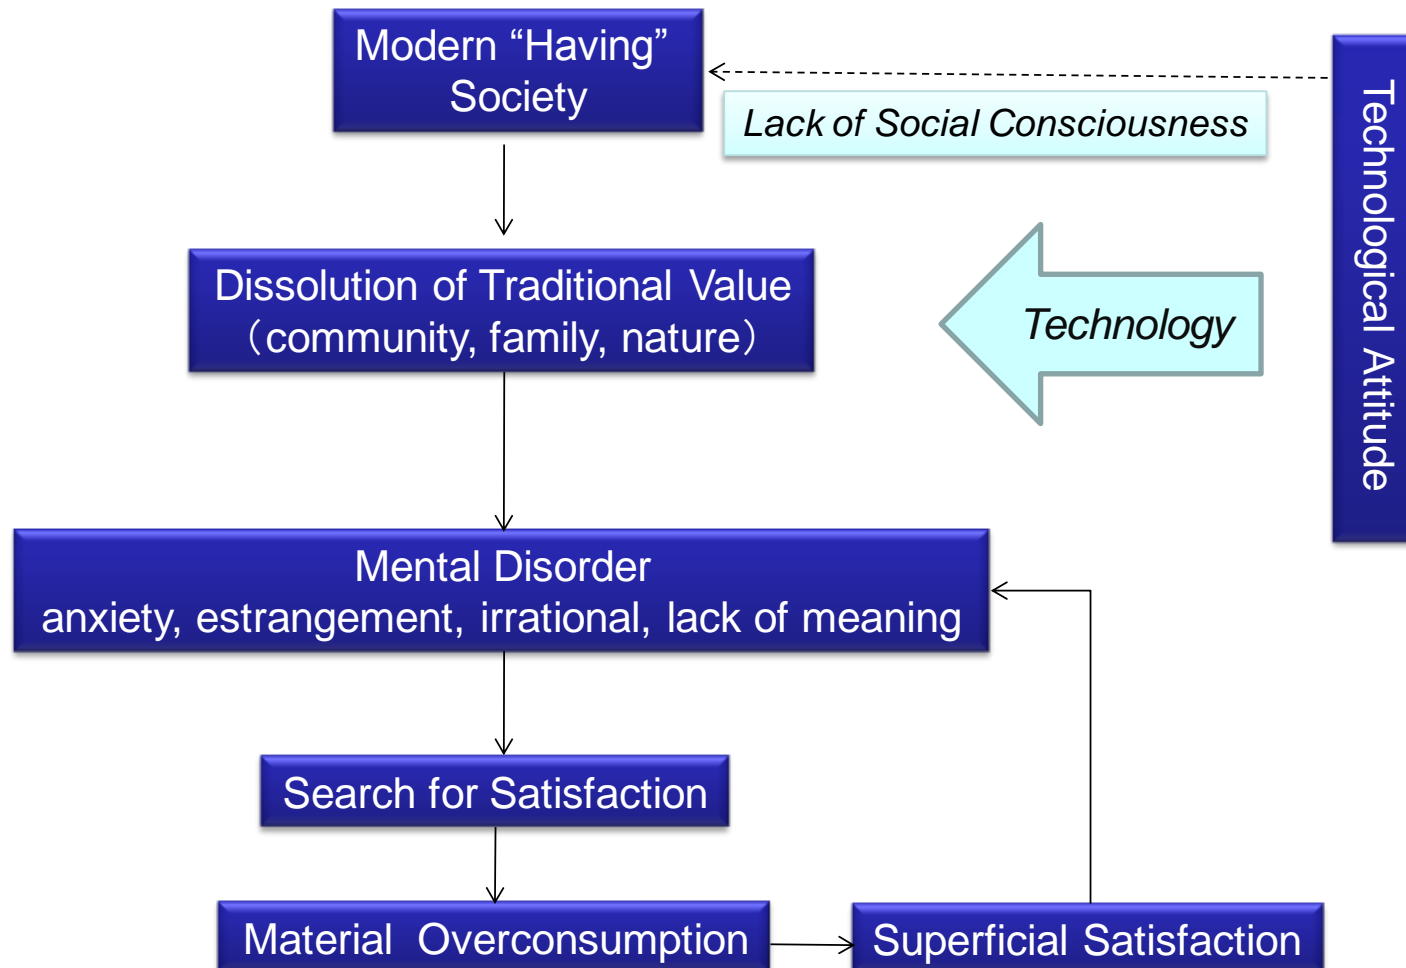 Modern “Having”
Society
Lack of Social Consciousness
Technological Attitude
Dissolution of Traditional Value
（community, family, nature）
Technology
Mental Disorder
anxiety, estrangement, irrational, lack of meaning
Search for Satisfaction
Material Overconsumption
Superficial Satisfaction